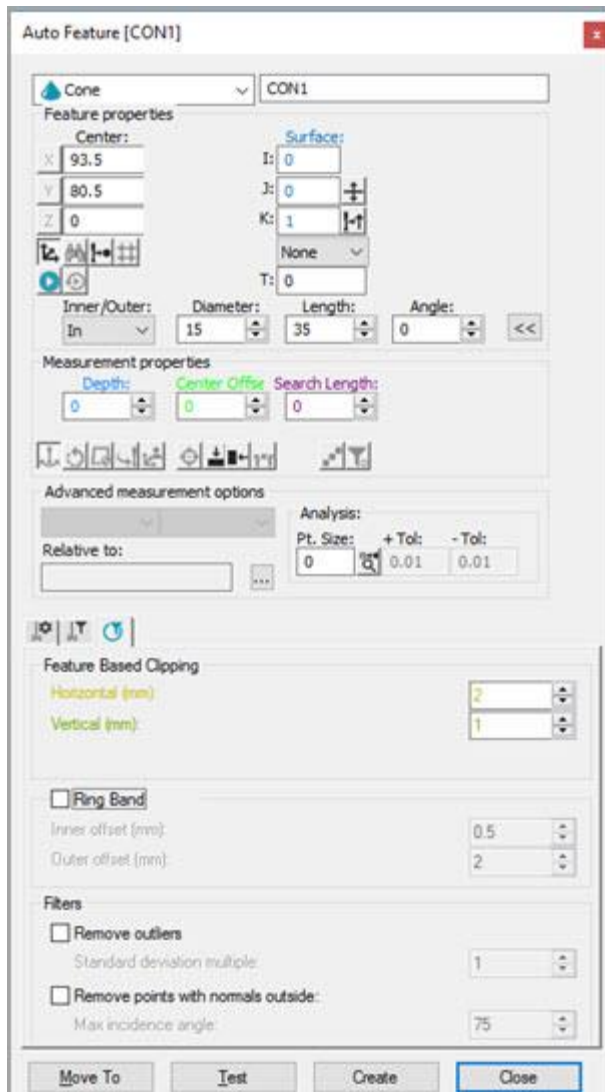 Auto Feature [CON1]
x
Cone CON1
Feature properties
Center: Surface:
X 93.5 I: 0
Y 80.5 J: 0
Z 0 K: 1
None
T: 0
Inner/Outer: Diameter: Length: Angle:
In 15 35 0 <<
Measurement properties
Depth: Center Offse Search Length:
0 0 0
Advanced measurement options
Analysis:
Pt. Size: + Tol: - Tol:
0 0.01 0.01
Relative to:
...
Feature Based Clipping
Horizontal (mm): 2
Vertical (mm): 1
Ring Band
Inner offset (mm): 0.5
Outer offset (mm): 2
Filters
Remove outliers
Standard deviation multiple: 1
Remove points with normals outside:
Max incidence angle: 75
Move To Test Create Close